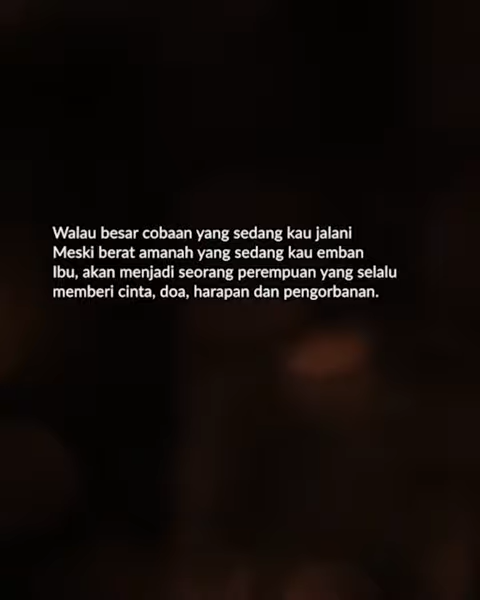 Walau besar cobaan yang sedang kau jalani
Meski berat amanah yang sedang kau emban
Ibu, akan menjadi seorang perempuan yang selalu
memberi cinta, doa, harapan dan pengorbanan.